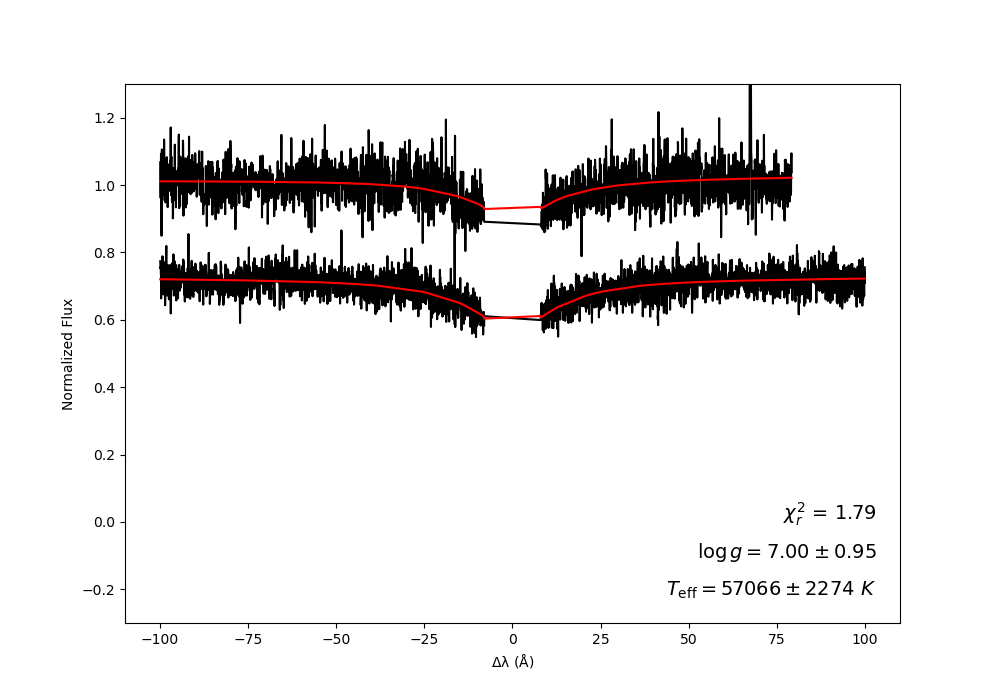 1.2
1.0
0.8
0.6
0.4
0.2
0.0
−0.2
Normalized Flux
χ²ᵣ = 1.79
log g = 7.00 ± 0.95
T_eff = 57066 ± 2274 K
−100 −75 −50 −25 0 25 50 75 100
Δλ (Å)